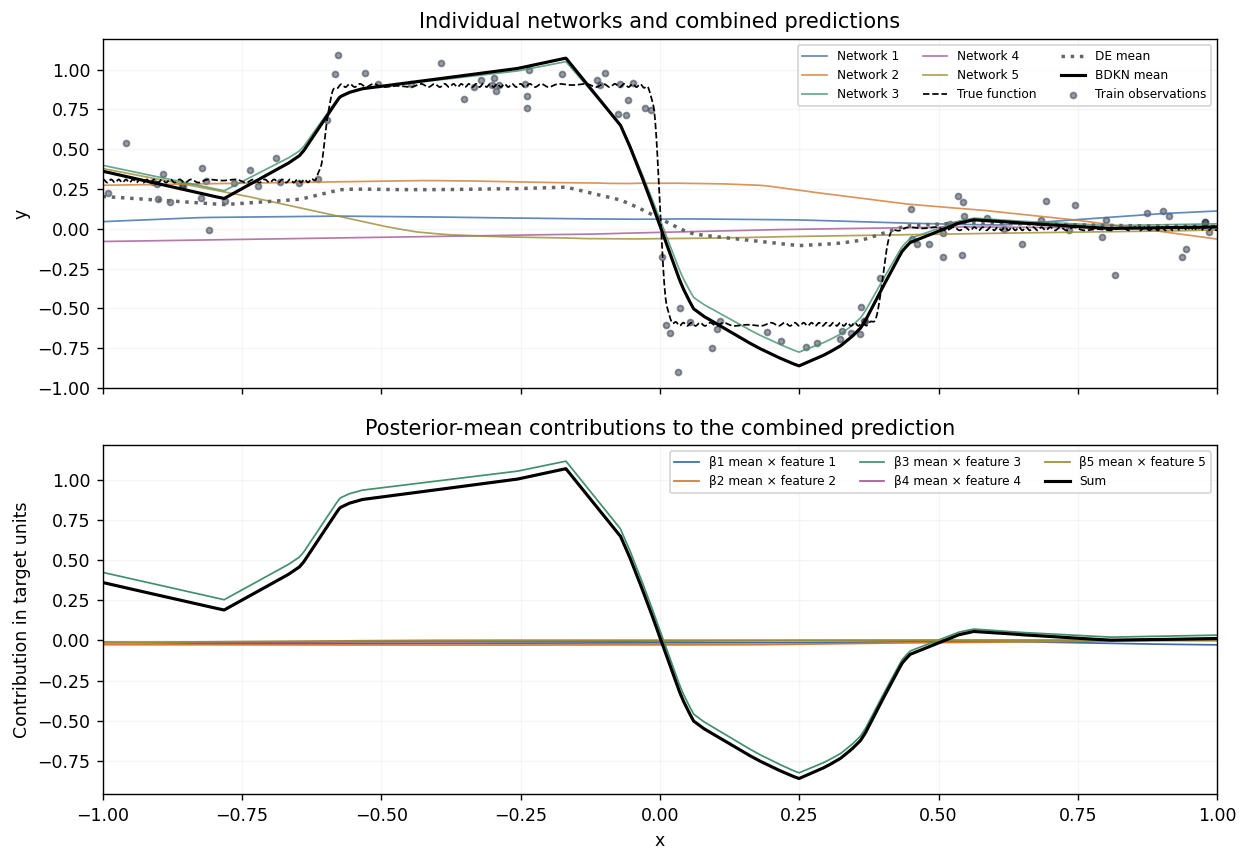 Individual networks and combined predictions
Network 1
Network 2
Network 3
Network 4
Network 5
True function
DE mean
BDKN mean
Train observations
1.00
0.75
0.50
0.25
0.00
−0.25
−0.50
−0.75
−1.00
y
Posterior-mean contributions to the combined prediction
β1 mean × feature 1
β2 mean × feature 2
β3 mean × feature 3
β4 mean × feature 4
β5 mean × feature 5
Sum
1.00
0.75
0.50
0.25
0.00
−0.25
−0.50
−0.75
Contribution in target units
−1.00 −0.75 −0.50 −0.25 0.00 0.25 0.50 0.75 1.00
x